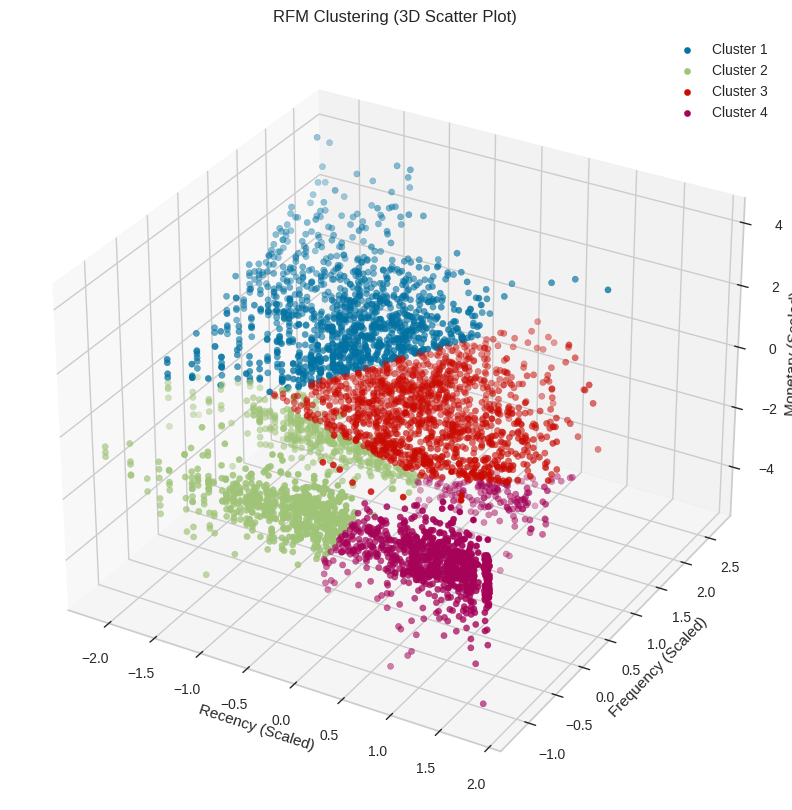 RFM Clustering (3D Scatter Plot)
Cluster 1
Cluster 2
Cluster 3
Cluster 4
4
2
0
−2
−4
Monetary (Scaled)
2.5
2.0
1.5
1.0
0.5
0.0
−0.5
−1.0
Frequency (Scaled)
−2.0
−1.5
−1.0
−0.5
0.0
0.5
1.0
1.5
2.0
Recency (Scaled)